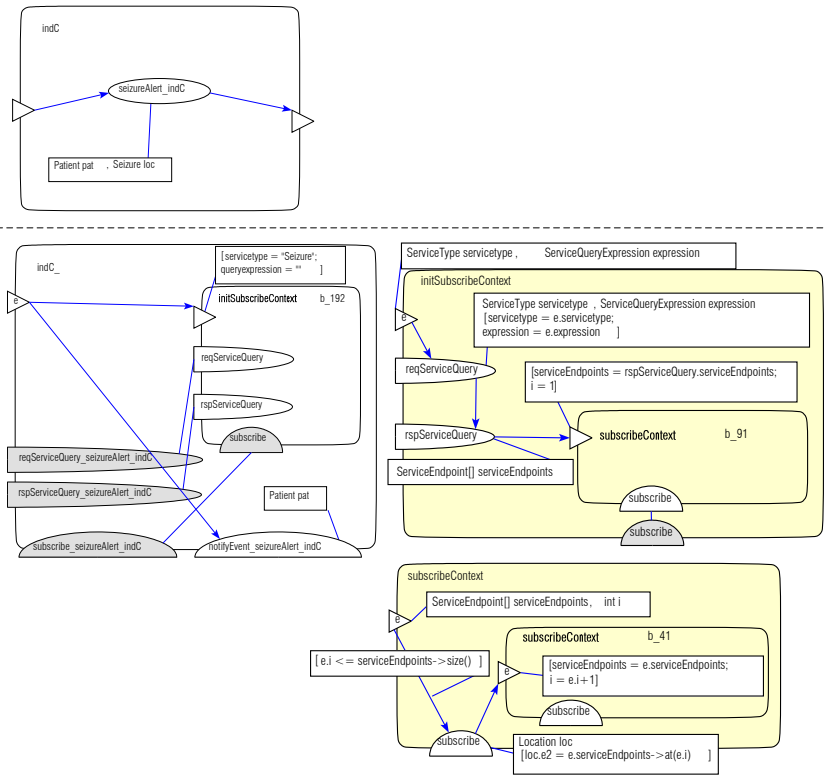 indC
seizureAlert_indC
Patient pat , Seizure loc
indC_
[servicetype = "Seizure";
queryexpression = "" ]
e
initSubscribeContext b_192
reqServiceQuery
rspServiceQuery
subscribe
reqServiceQuery_seizureAlert_indC
rspServiceQuery_seizureAlert_indC
Patient pat
subscribe_seizureAlert_indC
notifyEvent_seizureAlert_indC
ServiceType servicetype , ServiceQueryExpression expression
initSubscribeContext
ServiceType servicetype , ServiceQueryExpression expression
[servicetype = e.servicetype;
expression = e.expression ]
e
reqServiceQuery
[serviceEndpoints = rspServiceQuery.serviceEndpoints;
i = 1]
rspServiceQuery
subscribeContext b_91
ServiceEndpoint[] serviceEndpoints
subscribe
subscribe
subscribeContext
ServiceEndpoint[] serviceEndpoints, int i
e
subscribeContext b_41
[ e.i <= serviceEndpoints->size() ]
e
[serviceEndpoints = e.serviceEndpoints;
i = e.i+1]
subscribe
subscribe
Location loc
[loc.e2 = e.serviceEndpoints->at(e.i) ]